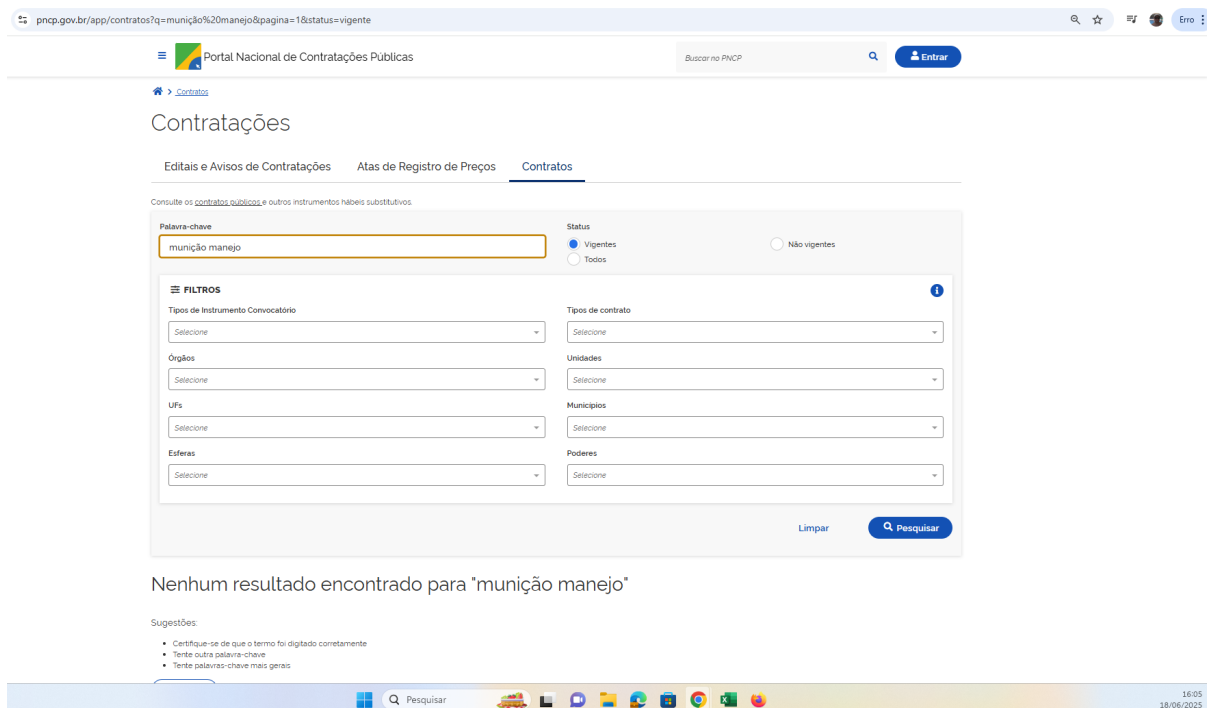 pncp.gov.br/app/contratos?q=munição%20manejo&pagina=1&status=vigente
Erro
Portal Nacional de Contratações Públicas
Buscar no PNCP
Entrar
Contratos
Contratações
Editais e Avisos de Contratações Atas de Registro de Preços Contratos
Consulte os contratos públicos e outros instrumentos hábeis substitutivos.
Palavra-chave Status
munição manejo Vigentes Não vigentes
Todos
FILTROS
Tipos de Instrumento Convocatório Tipos de contrato
Selecione Selecione
Órgãos Unidades
Selecione Selecione
UFs Municípios
Selecione Selecione
Esferas Poderes
Selecione Selecione
Limpar Pesquisar
Nenhum resultado encontrado para "munição manejo"
Sugestões:
Certifique-se de que o termo foi digitado corretamente
Tente outra palavra-chave
Tente palavras-chave mais gerais
Pesquisar
16:05
18/06/2025